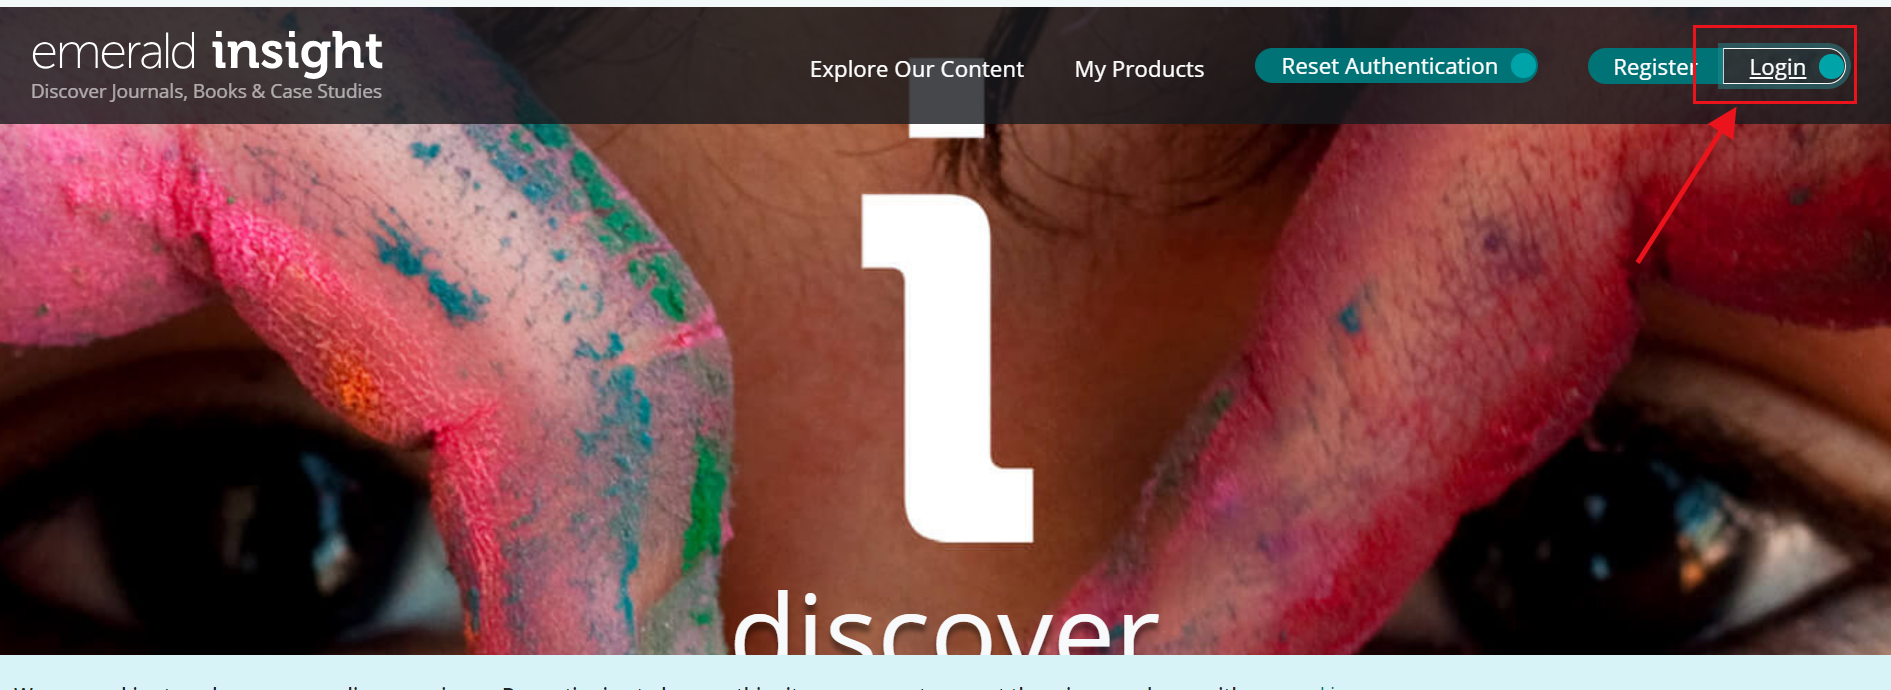 emerald insight
Discover Journals, Books & Case Studies
Explore Our Content
My Products
Reset Authentication
Register
Login
discover